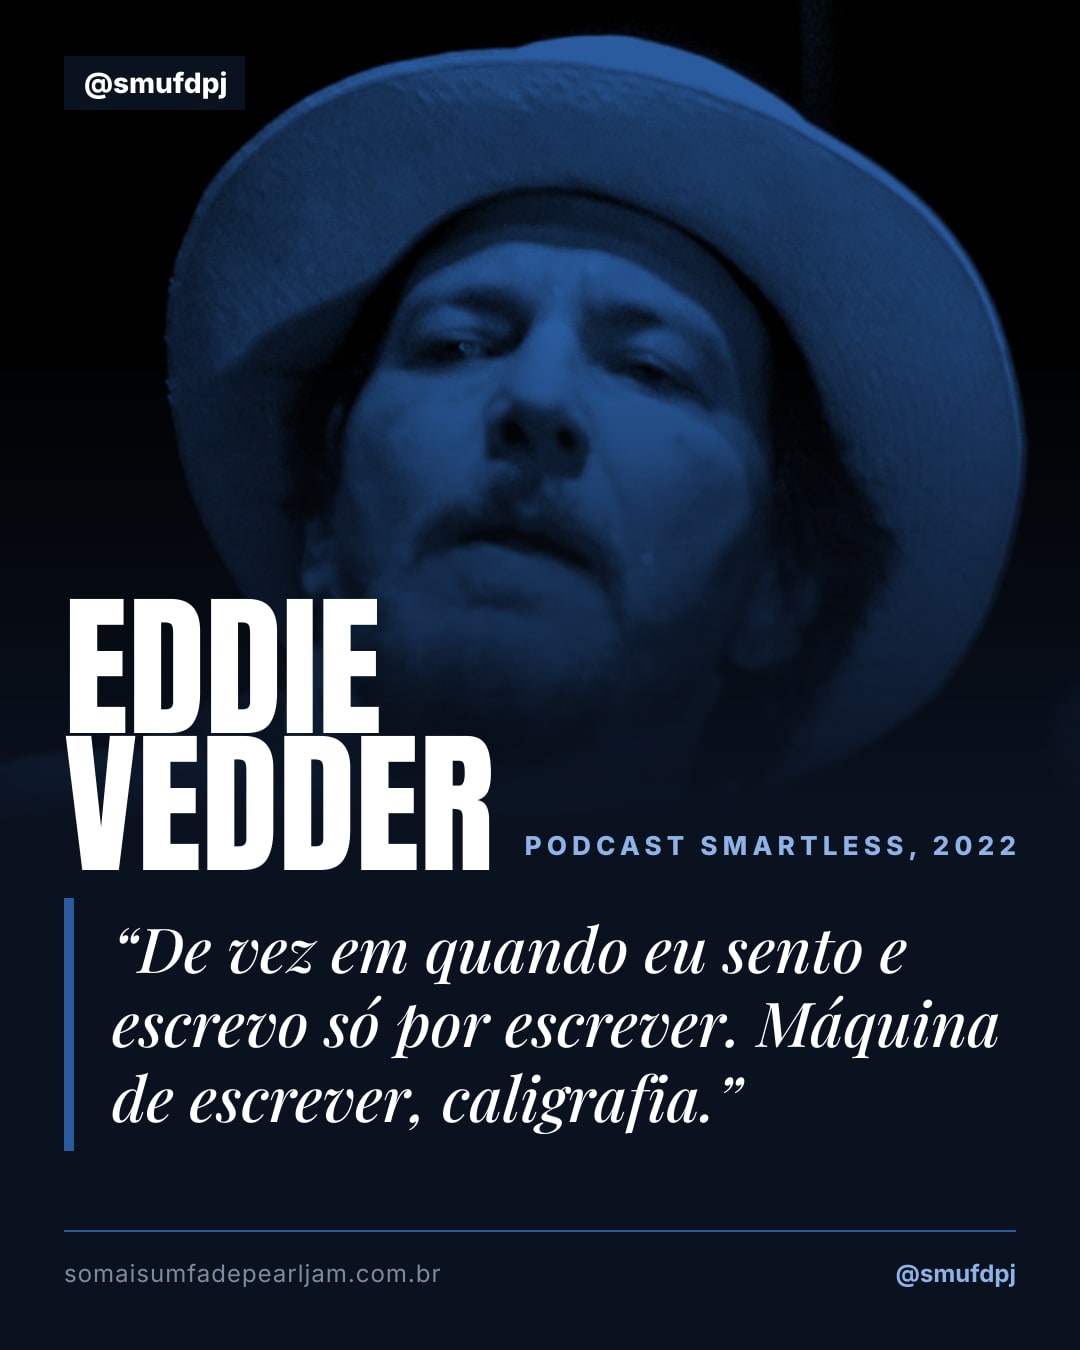 @smufdpj
EDDIE
VEDDER
PODCAST SMARTLESS, 2022
“De vez em quando eu sento e
escrevo só por escrever. Máquina
de escrever, caligrafia.”
somaisumfadepearljam.com.br
@smufdpj